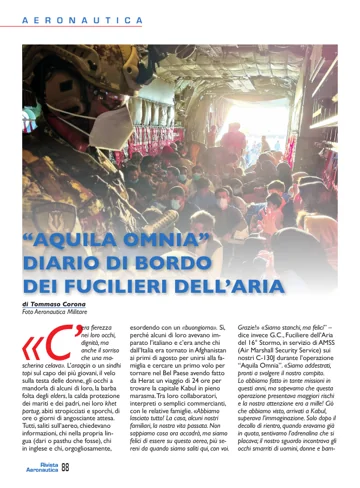 AERONAUTICA
“AQUILA OMNIA”
DIARIO DI BORDO
DEI FUCILIERI DELL’ARIA
di Tommaso Corona
Foto Aeronautica Militare
«C’era fierezza
nei loro occhi,
dignità, ma
anche il sorriso
che una ma-
scherina celava». L’oraqcin o un sindhi
topi sul capo dei più giovani, il velo
sulla testa delle donne, gli occhi a
mandorla di alcuni di loro, la barba
folta degli elders, la calda protezione
dei mariti e dei padri, nei loro khet
partug, abiti stropicciati e sporchi, di
ore o giorni di angosciante attesa.
Tutti, saliti sull’aereo, chiedevano
informazioni, chi nella propria lin-
gua (dari o pasthu che fosse), chi
in inglese e chi, orgogliosamente,
esordendo con un «buongiorno». Sì,
perché alcuni di loro avevano im-
parato l’italiano e c’era anche chi
dall’Italia era tornato in Afghanistan
ai primi di agosto per unirsi alla fa-
miglia e cercare un primo volo per
tornare nel Bel Paese avendo fatto
da Herat un viaggio di 24 ore per
trovare la capitale Kabul in pieno
marasma. Tra loro collaboratori,
interpreti o semplici commercianti,
con le relative famiglie. «Abbiamo
lasciato tutto! La casa, alcuni nostri
familiari, la nostra vita passata. Non
sappiamo cosa ora accadrà, ma siamo
felici di essere su questo aereo, più se-
reni da quando siamo saliti qui, con voi.
Grazie!» «Siamo stanchi, ma felici” –
dice invece G.C., Fuciliere dell’Aria
del 16° Stormo, in servizio di AMSS
(Air Marshall Security Service) sui
nostri C-130J durante l’operazione
“Aquila Omnia”. «Siamo addestrati,
pronti a svolgere il nostro compito.
Lo abbiamo fatto in tante missioni in
questi anni, ma sapevamo che questa
operazione presentava maggiori rischi
e la nostra attenzione era a mille! Ciò
che abbiamo visto, arrivati a Kabul,
superava l’immaginazione. Solo dopo il
decollo di rientro, quando eravamo già
in quota, sentivamo l’adrenalina che si
placava; il nostro sguardo incontrava gli
occhi smarriti di uomini, donne e bam-
Rivista
Aeronautica 88